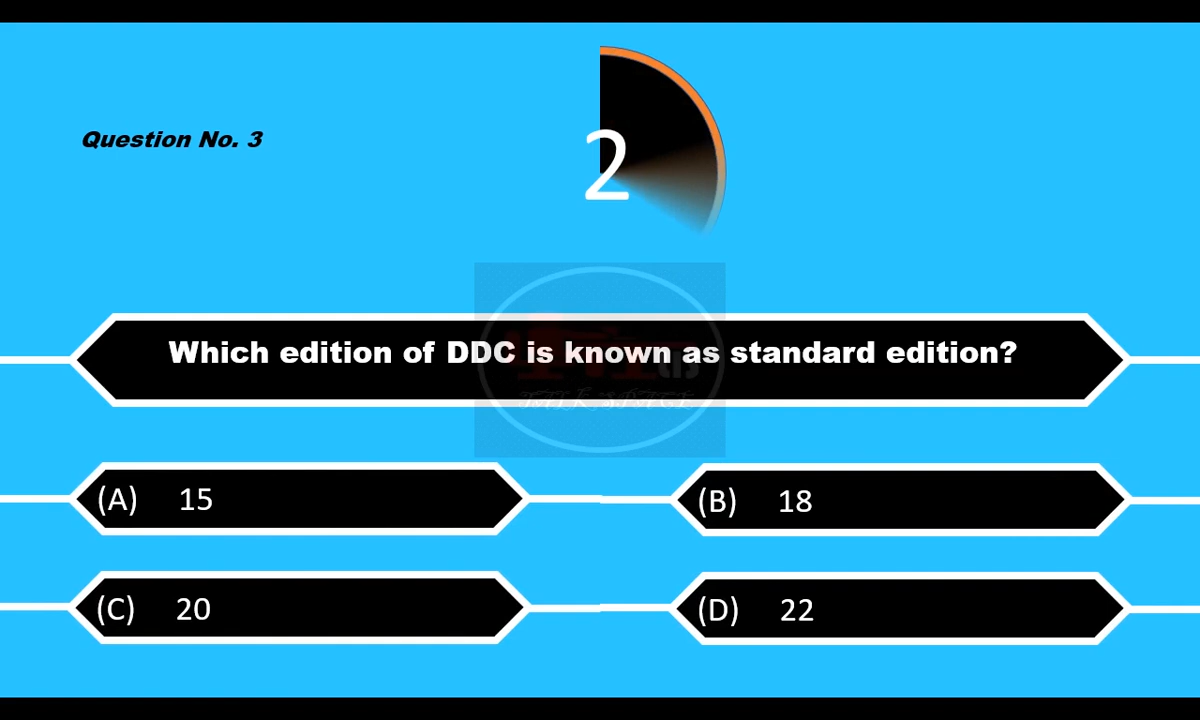 Question No. 3
2
Which edition of DDC is known as standard edition?
(A) 15
(B) 18
(C) 20
(D) 22